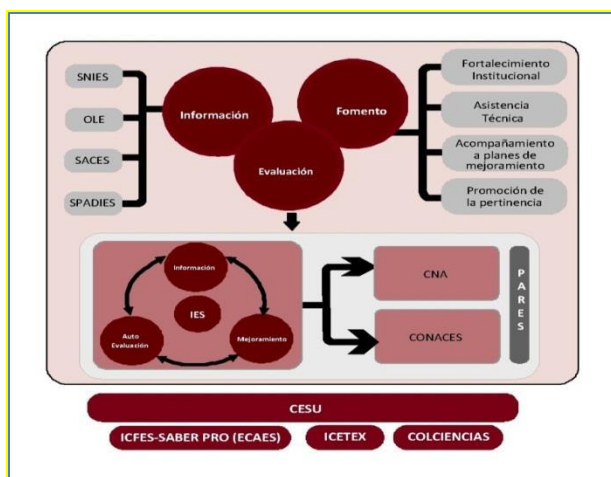 SNIES
OLE
SACES
SPADIES
Información
Fomento
Evaluación
Fortalecimiento
Institucional
Asistencia
Técnica
Acompañamiento
a planes de
mejoramiento
Promoción de
la pertinencia
Información
IES
Auto
Evaluación
Mejoramiento
CNA
CONACES
PARES
CESU
ICFES-SABER PRO (ECAES)
ICETEX
COLCIENCIAS